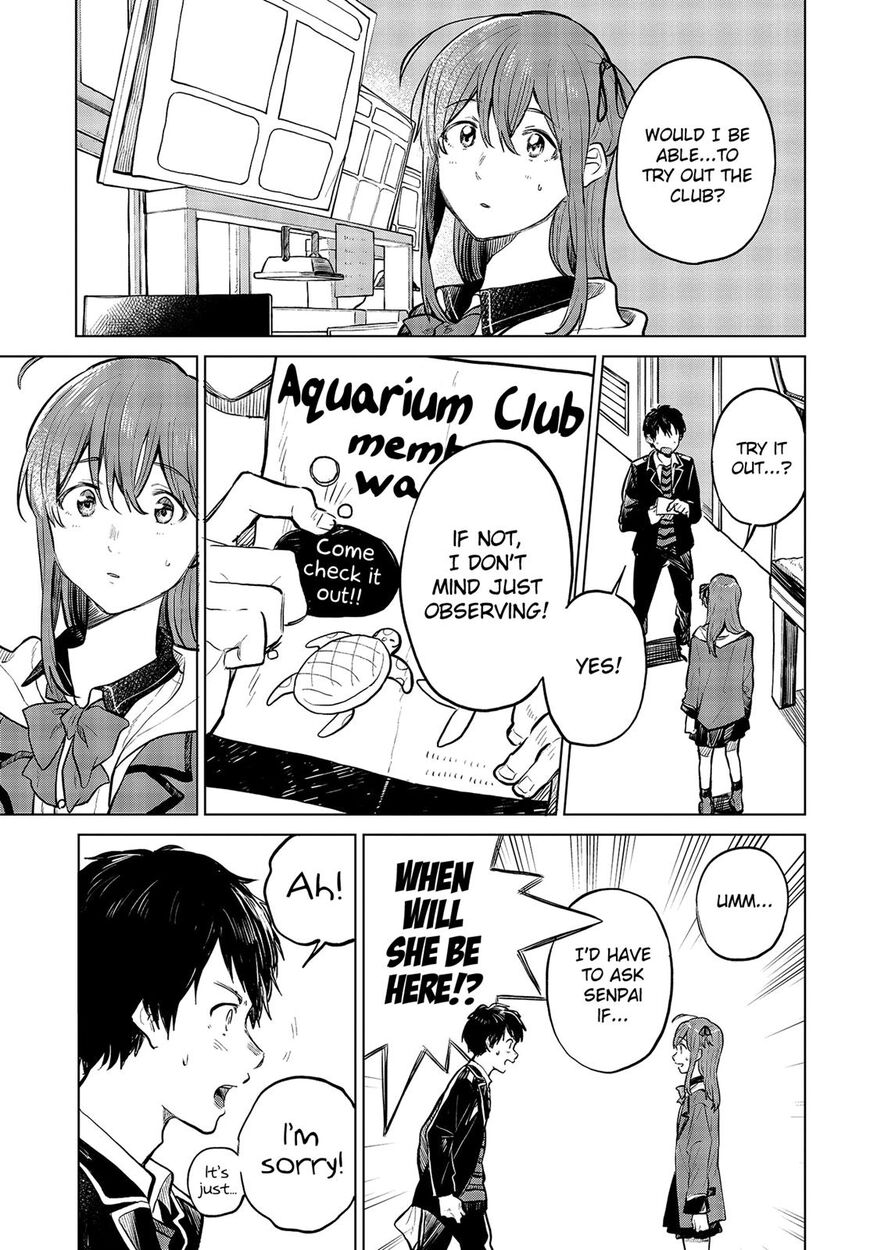 WOULD I BE
ABLE...TO
TRY OUT THE
CLUB?
TRY IT
OUT...?
YES!
IF NOT,
I DON'T
MIND JUST
OBSERVING!
Aquarium Club
memb
wa
Come
check it
out!!
UMM...
I'D HAVE
TO ASK
SENPAI
IF...
WHEN
WILL
SHE BE
HERE!?
Ah!
I'm
sorry!
It's
just...